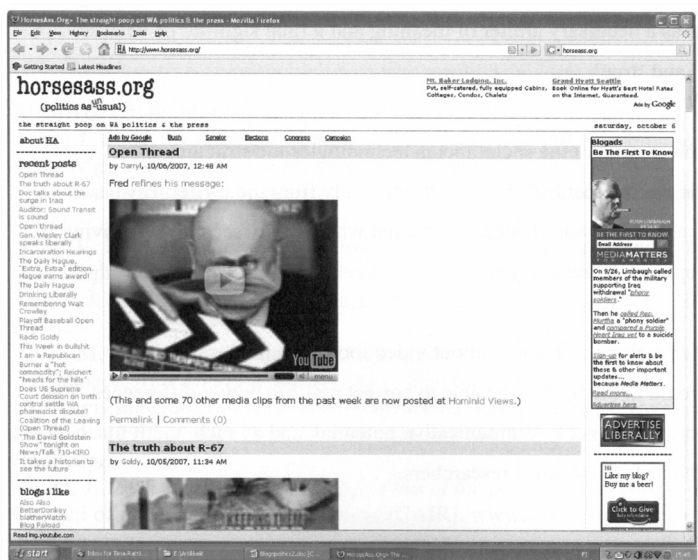 HorsesAss.Org» The straight poop on WA politics & the press - Mozilla Firefox
File Edit View History Bookmarks Tools Help
http://www.horsesass.org/
horsesass.org
Getting Started Latest Headlines
horsesass.org
(politics as unusual)
Mt. Baker Lodging, Inc.
Pvt, self-catered, fully equipped Cabins, Cottages, Condos, Chalets
Grand Hyatt Seattle
Book Online for Hyatt's Best Hotel Rates on the Internet, Guaranteed.
Ads by Google
the straight poop on WA politics & the press
saturday, october 6
about HA
recent posts
Open Thread
The truth about R-67
Doc talks about the
surge in Iraq
Auditor: Sound Transit
is sound
Open thread
Gen. Wesley Clark
speaks liberally
Incarceration Hearings
The Daily Hague,
"Extra, Extra" edition.
Hague earns award!
The Daily Hague
Drinking Liberally
Remembering Walt
Crowley
Playoff Baseball Open
Thread
Radio Goldy
This Week in Bullshit
I am a Republican
Burner a "hot
commodity"; Reichert
"heads for the hills"
Does US Supreme
Court decision on birth
control settle WA
pharmacist dispute?
Coalition of the Leaving
(Open Thread)
"The David Goldstein
Show" tonight on
News/Talk 710-KIRO
It takes a historian to
see the future
blogs i like
Also Also
BetterDonkey
blatherWatch
Blog Reload
Ads by Google Bush Senator Elections Congress Campaign
Open Thread
by Darryl, 10/06/2007, 12:48 AM
Fred refines his message:
YouTube
menu
(This and some 70 other media clips from the past week are now posted at Hominid Views.)
Permalink | Comments (0)
The truth about R-67
by Goldy, 10/05/2007, 11:34 AM
KEEPING THEM
Blogads
Be The First To Know
BE THE FIRST TO KNOW.
Email Address
MEDIAMATTERS
FOR AMERICA
On 9/26, Limbaugh called
members of the military
supporting Iraq
withdrawal "phony
soldiers."
Then he called Rep.
Murtha a "phony soldier"
and compared a Purple
Heart Iraq vet to a suicide
bomber.
Sign-up for alerts & be
the first to know about
these & other important
updates...
because Media Matters.
Read more...
Advertise here
ADVERTISE
LIBERALLY
Like my blog?
Buy me a beer!
Click to Give
Read img.youtube.com
start
HorsesAss.Org» The ...